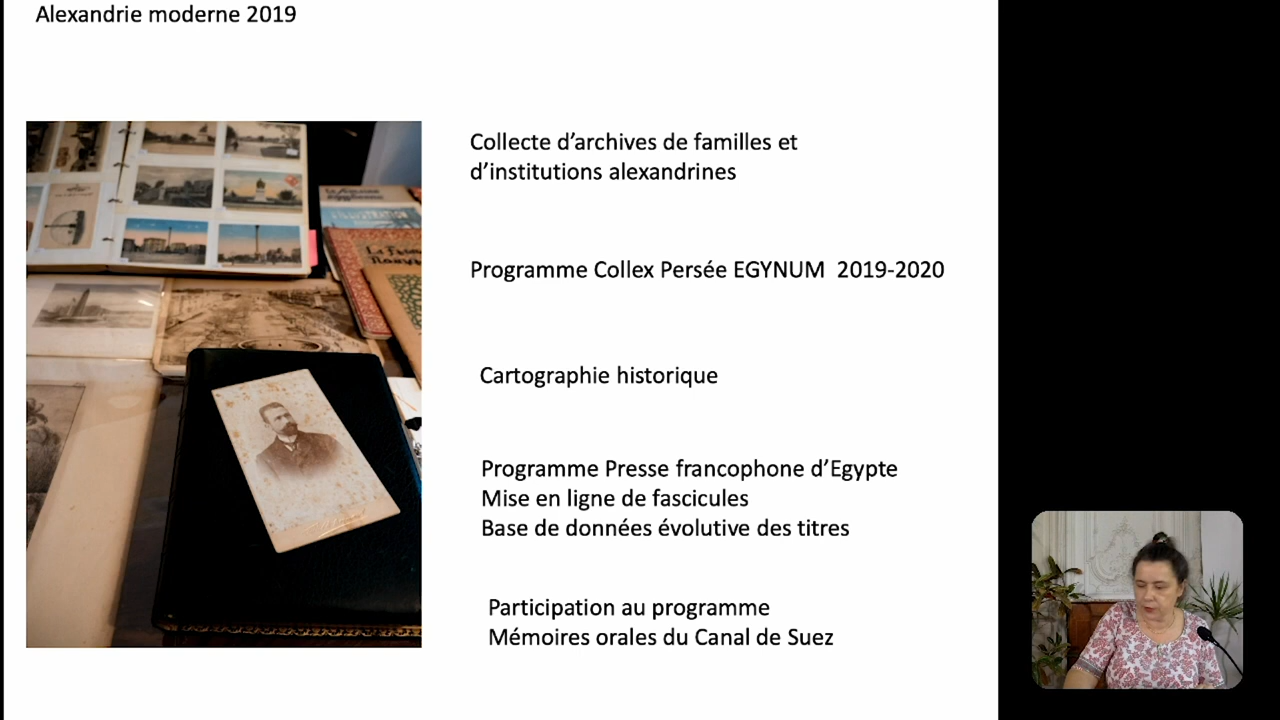 Alexandrie moderne 2019
Collecte d'archives de familles et
d'institutions alexandrines
Programme Collex Persée EGYNUM 2019-2020
Cartographie historique
Programme Presse francophone d'Egypte
Mise en ligne de fascicules
Base de données évolutive des titres
Participation au programme
Mémoires orales du Canal de Suez
L'ILLUSTRATION